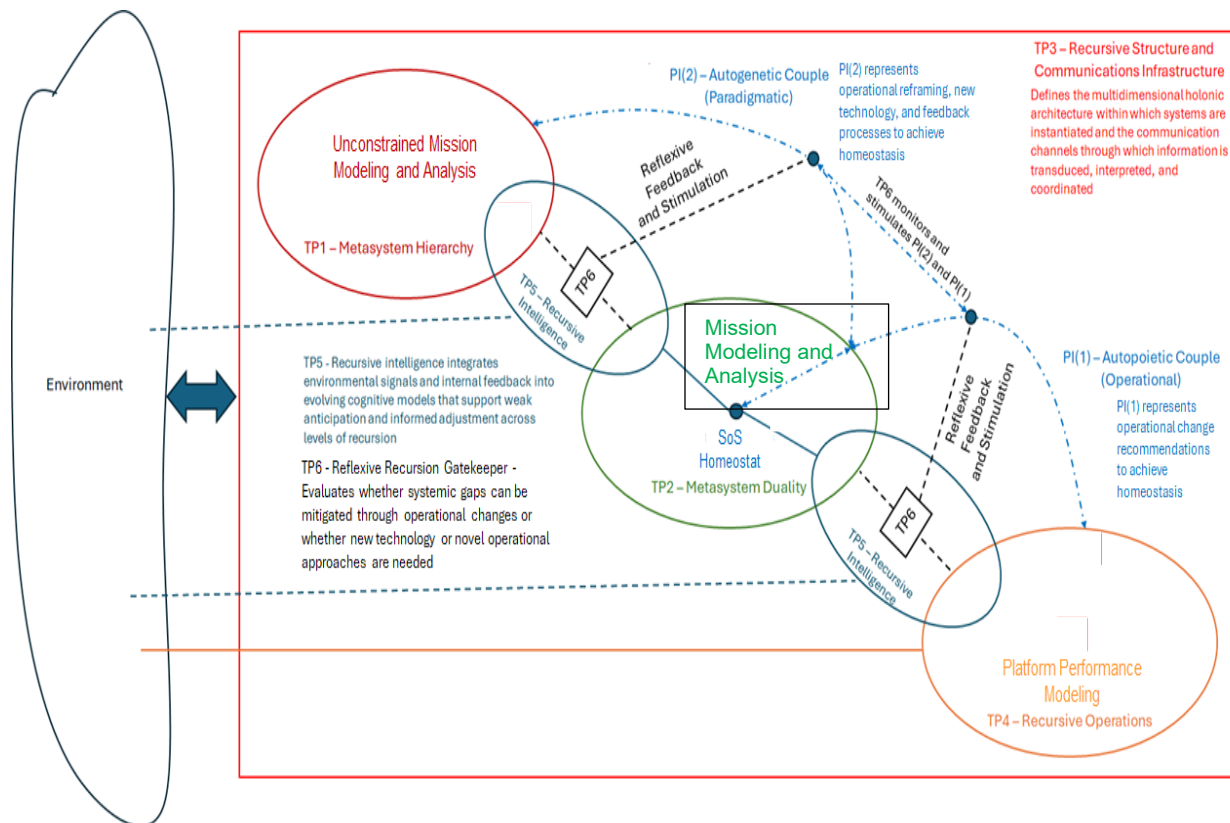 PI(2) – Autogenetic Couple
(Paradigmatic)
PI(2) represents
operational reframing, new
technology, and feedback
processes to achieve
homeostasis
TP3 – Recursive Structure and
Communications Infrastructure
Defines the multidimensional holonic
architecture within which systems are
instantiated and the communication
channels through which information is
transduced, interpreted, and
coordinated
Unconstrained Mission
Modeling and Analysis
TP1 – Metasystem Hierarchy
Reflexive
Feedback
and Stimulation
TP6 monitors and
stimulates PI(2) and PI(1)
TP6
TP5 – Recursive
Intelligence
Mission
Modeling and
Analysis
SoS
Homeostat
TP2 – Metasystem Duality
Environment
TP5 - Recursive intelligence integrates
environmental signals and internal feedback into
evolving cognitive models that support weak
anticipation and informed adjustment across
levels of recursion
TP6 - Reflexive Recursion Gatekeeper -
Evaluates whether systemic gaps can be
mitigated through operational changes or
whether new technology or novel operational
approaches are needed
Reflexive
Feedback
and Stimulation
PI(1) – Autopoietic Couple
(Operational)
PI(1) represents
operational change
recommendations
to achieve
homeostasis
TP6
TP5 – Recursive
Intelligence
Platform Performance
Modeling
TP4 – Recursive Operations